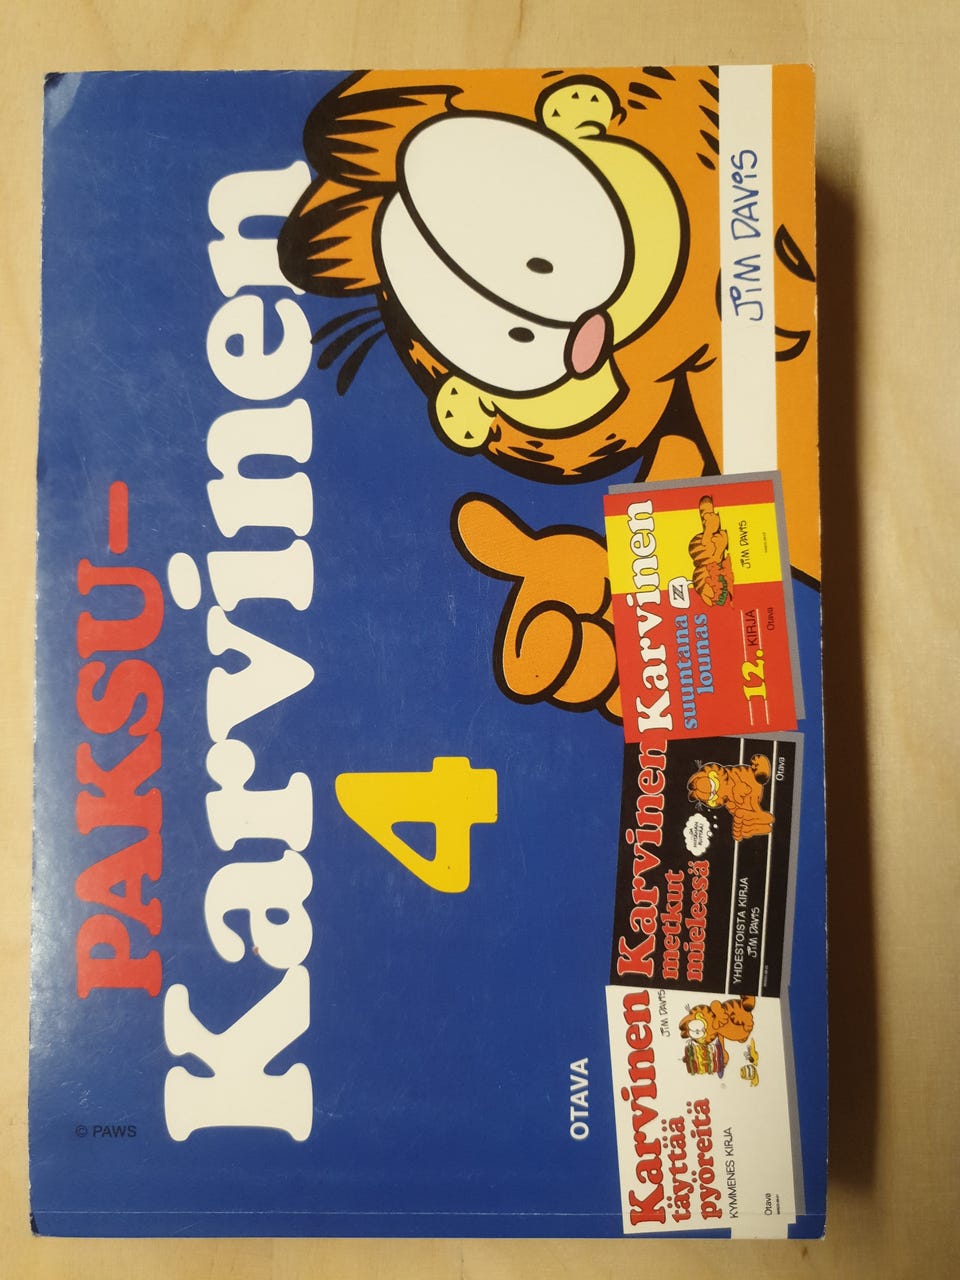 PAKSU-
Karvinen
4
© PAWS
OTAVA
JIM DAVIS
Karvinen
täyttää
pyöreitä
JIM DAVIS
KYMMENES KIRJA
Otava
Karvinen
metkut
mielessä
YHDESTOISTA KIRJA
JIM DAVIS
Otava
Karvinen
suuntana
lounas
Z
12. KIRJA
JIM DAVIS
Otava